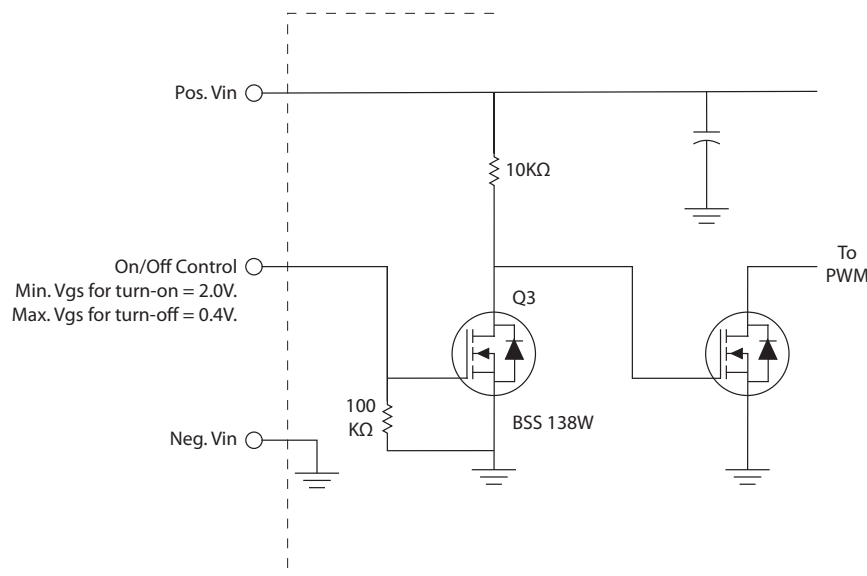 Pos. Vin
10KΩ
On/Off Control
Min. Vgs for turn-on = 2.0V.
Max. Vgs for turn-off = 0.4V.
To
PWM
Q3
100
KΩ
BSS 138W
Neg. Vin